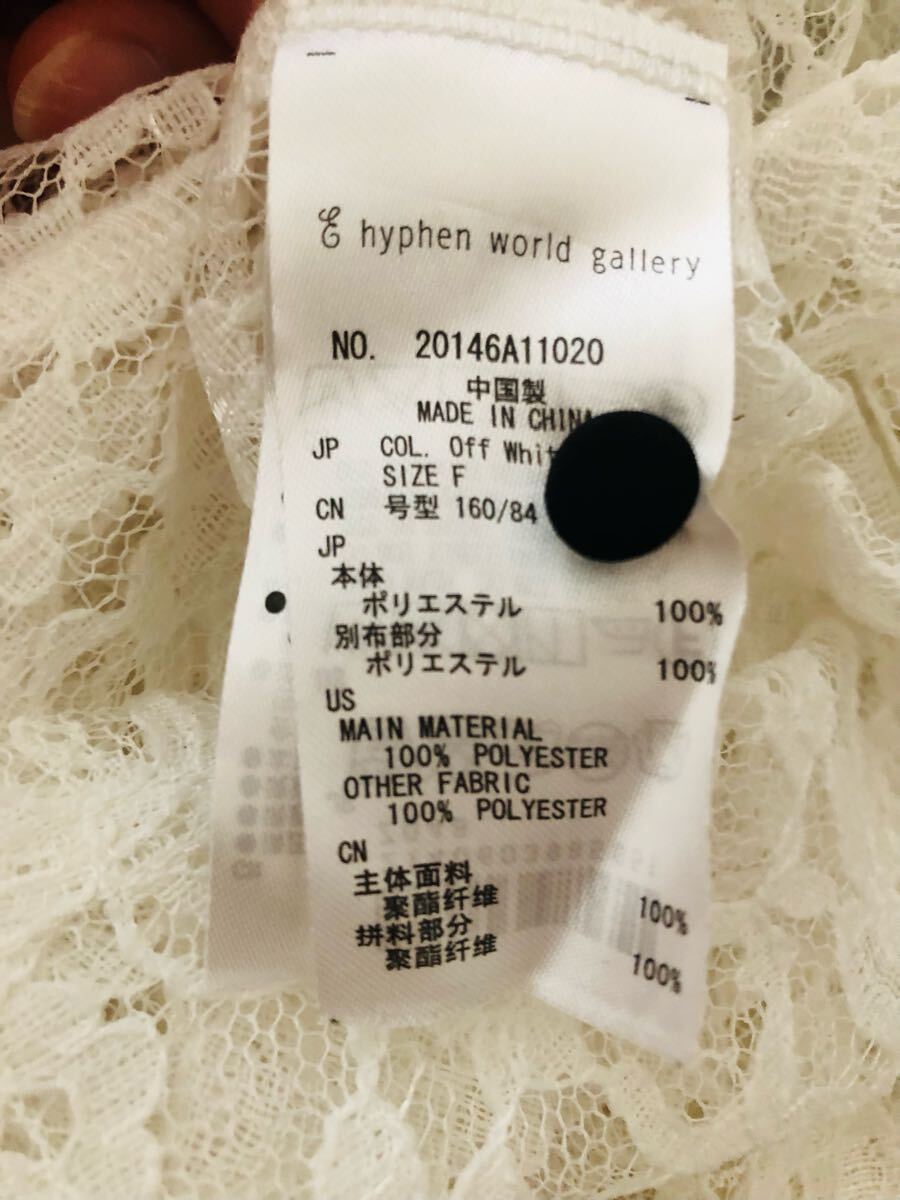 E hyphen world gallery
NO. 20146A11020
中国製
MADE IN CHINA
JP COL. Off
SIZE F
CN 号型 160/84
JP
本体
ポリエステル 100%
別布部分
ポリエステル 100%
US
MAIN MATERIAL
100% POLYESTER
OTHER FABRIC
100% POLYESTER
CN
主体面料
聚酯纤维 100%
拼料部分
聚酯纤维 100%